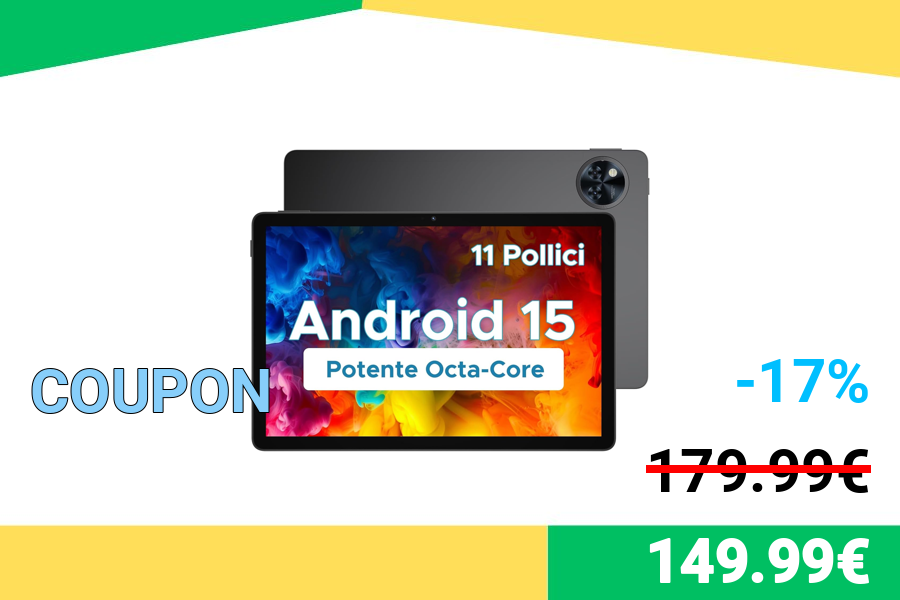 11 Pollici
Android 15
Potente Octa-Core
COUPON
-17%
179.99€
149.99€